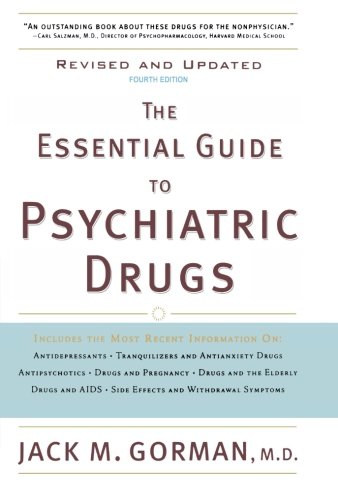 "An outstanding book about these drugs for the nonphysician."
—Carl Salzman, M.D., Director of Psychopharmacology, Harvard Medical School
Revised and Updated
FOURTH EDITION
The
Essential Guide
to
Psychiatric
Drugs
Includes the Most Recent Information On:
Antidepressants • Tranquilizers and Antianxiety Drugs
Antipsychotics • Drugs and Pregnancy • Drugs and the Elderly
Drugs and AIDS • Side Effects and Withdrawal Symptoms
Jack M. Gorman, M.D.